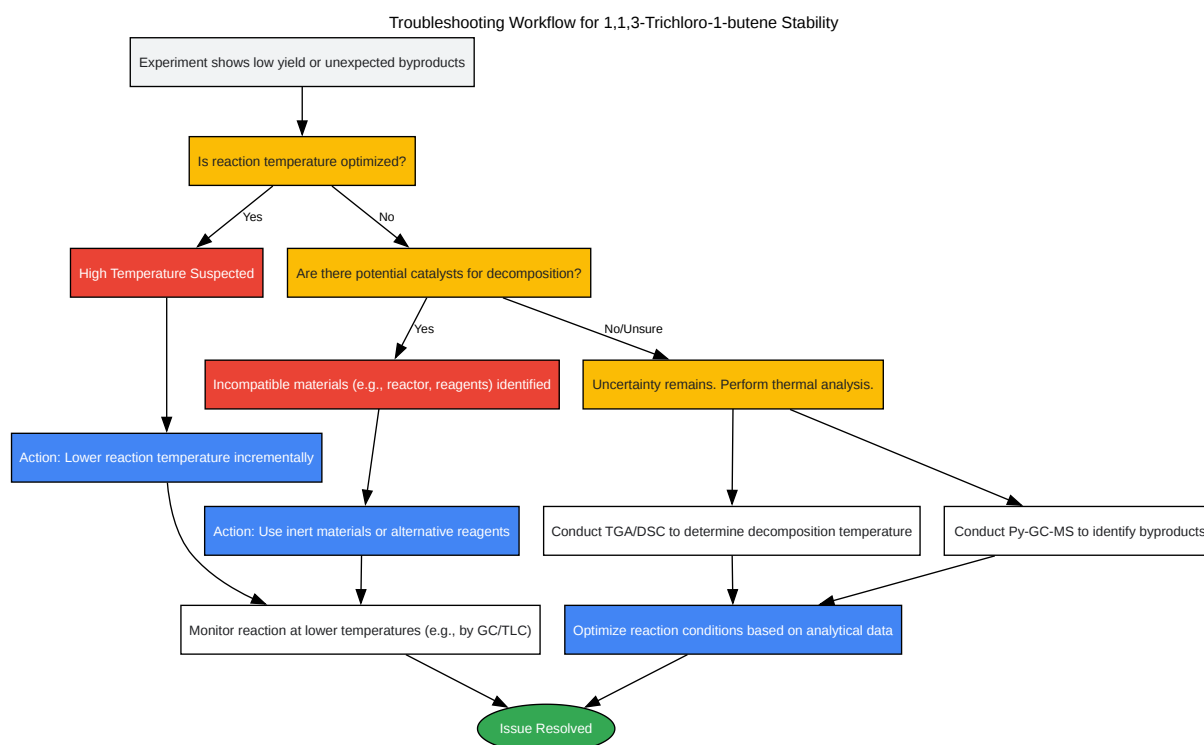 Troubleshooting Workflow for 1,1,3-Trichloro-1-butene Stability
Experiment shows low yield or unexpected byproducts
Is reaction temperature optimized?
Yes
No
High Temperature Suspected
Are there potential catalysts for decomposition?
Yes
No/Unsure
Incompatible materials (e.g., reactor, reagents) identified
Uncertainty remains. Perform thermal analysis.
Action: Lower reaction temperature incrementally
Action: Use inert materials or alternative reagents
Conduct TGA/DSC to determine decomposition temperature
Conduct Py-GC-MS to identify byproducts
Monitor reaction at lower temperatures (e.g., by GC/TLC)
Optimize reaction conditions based on analytical data
Issue Resolved